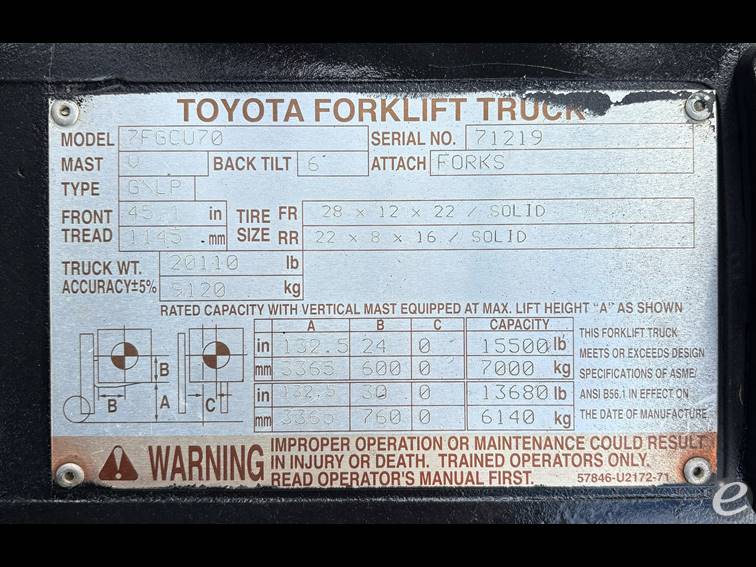 TOYOTA FORKLIFT TRUCK
MODEL 7FGCU70 SERIAL NO. 71219
MAST V BACK TILT 6° ATTACH FORKS
TYPE G/LP
FRONT TREAD 45.1 in 1145 mm
TIRE SIZE FR 28 x 12 x 22 / SOLID
RR 22 x 8 x 16 / SOLID
TRUCK WT. 20110 lb
ACCURACY±5% 9120 kg
RATED CAPACITY WITH VERTICAL MAST EQUIPPED AT MAX. LIFT HEIGHT "A" AS SHOWN
A B C CAPACITY
in 132.5 24 0 15500 lb
mm 3365 600 0 7000 kg
in 132.5 30 0 13680 lb
mm 3365 760 0 6140 kg
B B A C
THIS FORKLIFT TRUCK
MEETS OR EXCEEDS DESIGN
SPECIFICATIONS OF ASME/
ANSI B56.1 IN EFFECT ON
THE DATE OF MANUFACTURE
WARNING
IMPROPER OPERATION OR MAINTENANCE COULD RESULT
IN INJURY OR DEATH. TRAINED OPERATORS ONLY.
READ OPERATOR'S MANUAL FIRST.
57846-U2172-71
e